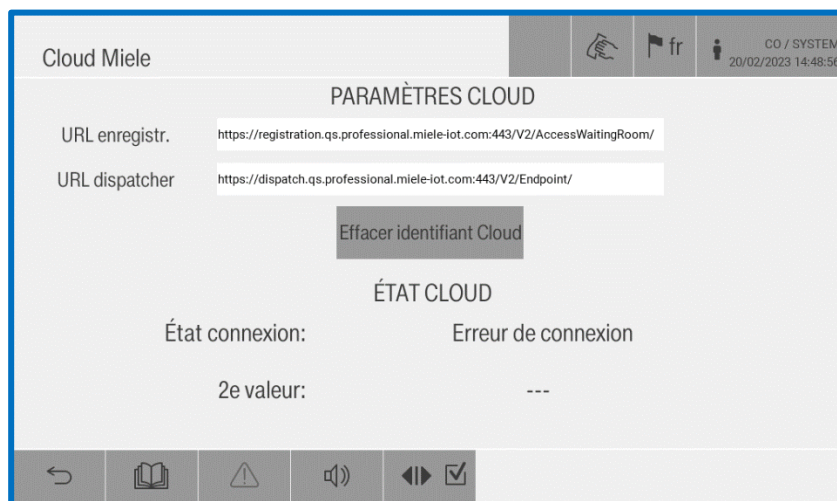 Cloud Miele
fr
CO / SYSTEM
20/02/2023 14:48:56
PARAMÈTRES CLOUD
URL enregistr.
https://registration.qs.professional.miele-iot.com:443/V2/AccessWaitingRoom/
URL dispatcher
https://dispatch.qs.professional.miele-iot.com:443/V2/Endpoint/
Effacer identifiant Cloud
ÉTAT CLOUD
État connexion: Erreur de connexion
2e valeur: ---